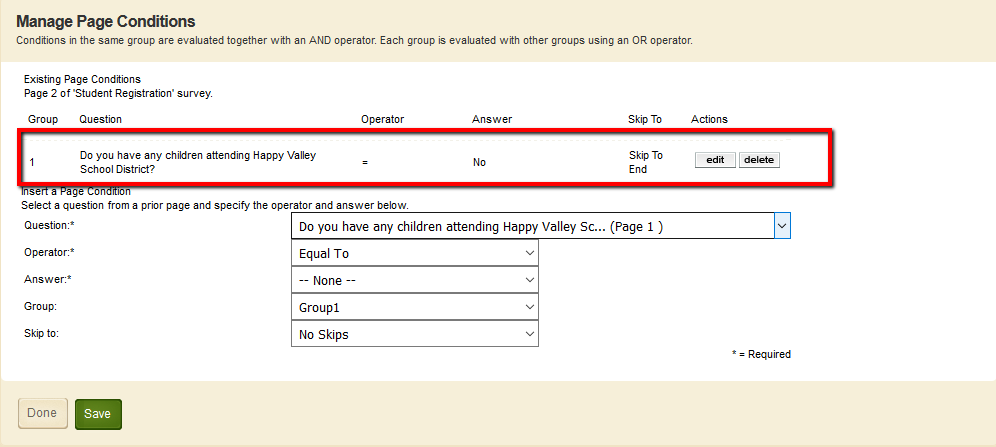 Manage Page Conditions
Conditions in the same group are evaluated together with an AND operator. Each group is evaluated with other groups using an OR operator.
Existing Page Conditions
Page 2 of 'Student Registration' survey.
Group Question Operator Answer Skip To Actions
1 Do you have any children attending Happy Valley School District? = No Skip To End edit delete
Insert a Page Condition
Select a question from a prior page and specify the operator and answer below.
Question:* Do you have any children attending Happy Valley Sc... (Page 1 )
Operator:* Equal To
Answer:* -- None --
Group: Group1
Skip to: No Skips
* = Required
Done Save